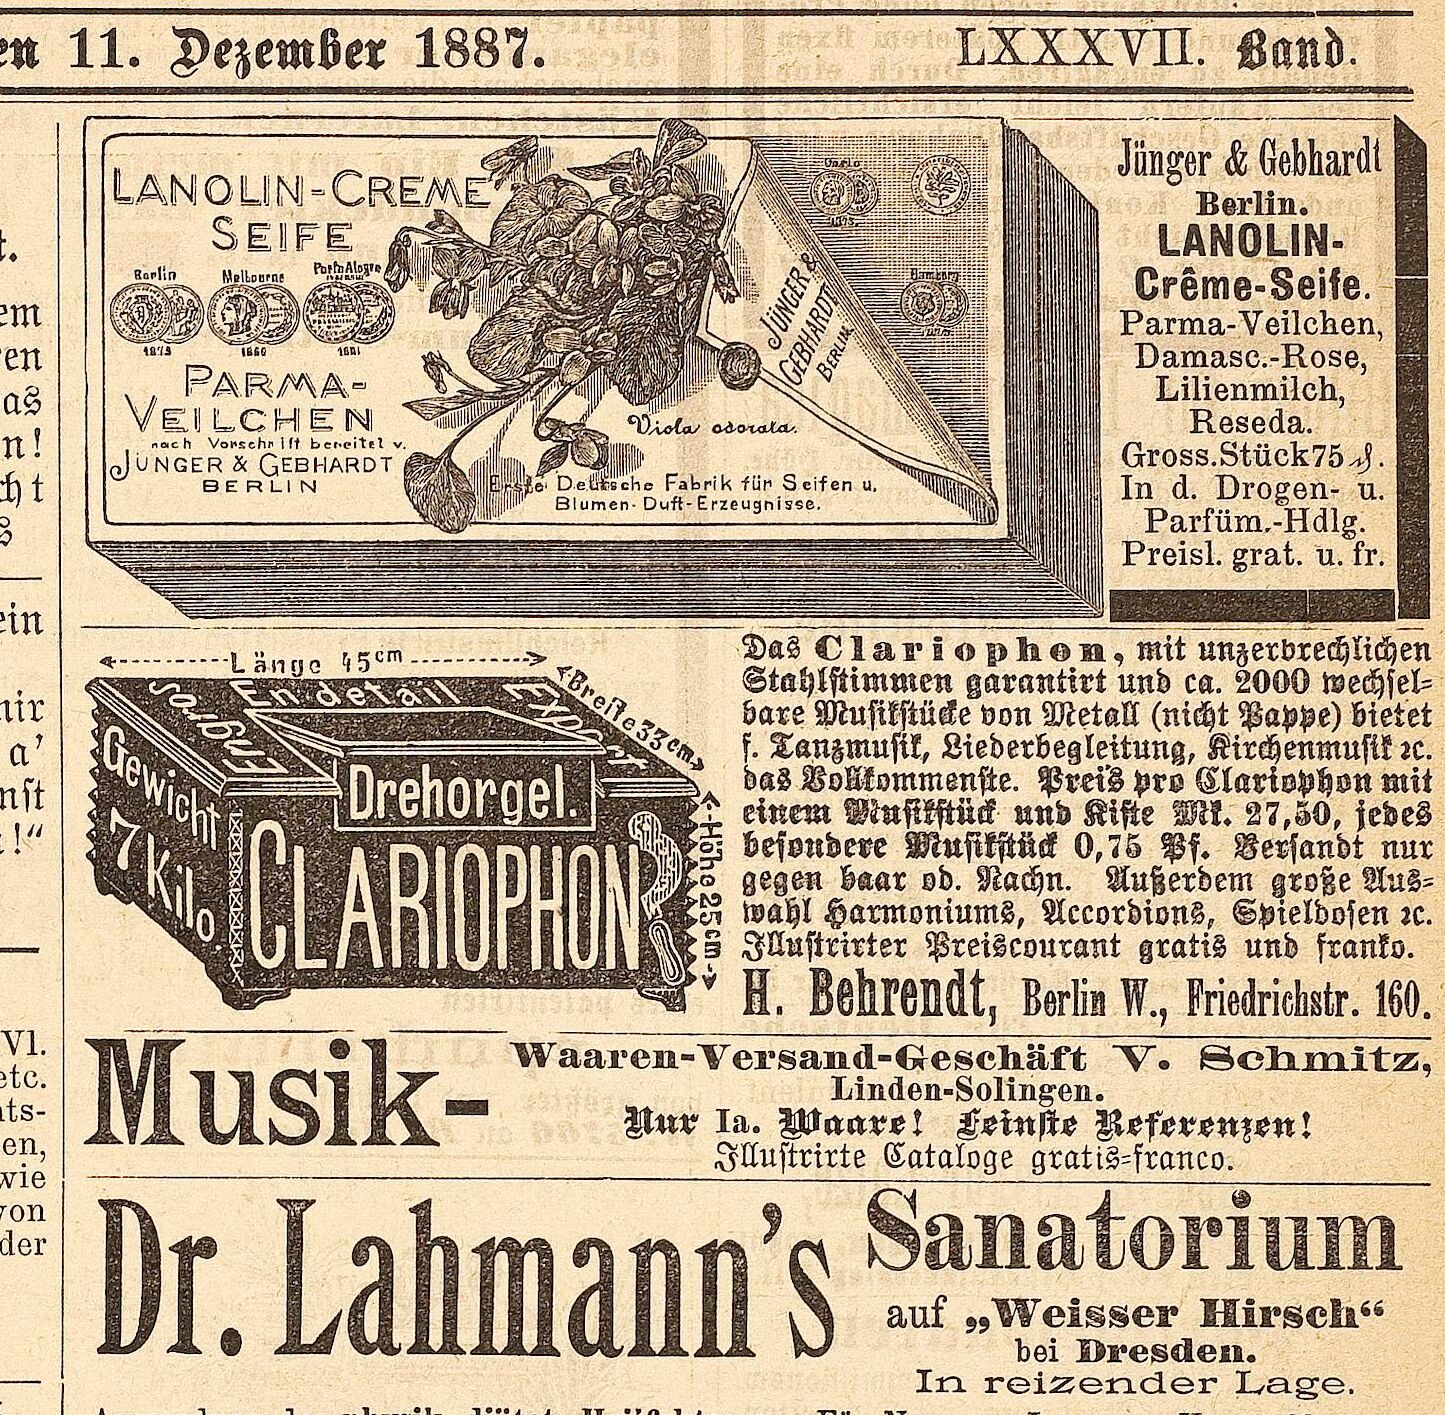 en 11. Dezember 1887.
LXXXVII. Band.
LANOLIN-CREME
SEIFE
Berlin
Melbourne
Porto Alegre
1881
PARMA-
VEILCHEN
nach Vorschrift bereitet v.
JÜNGER & GEBHARDT
BERLIN
JÜNGER &
GEBHARDT
BERLIN.
Viola odorata.
Erste Deutsche Fabrik für Seifen u.
Blumen-Duft-Erzeugnisse.
Jünger & Gebhardt
Berlin.
LANOLIN-
Crême-Seife.
Parma-Veilchen,
Damasc.-Rose,
Lilienmilch,
Reseda.
Gross.Stück 75 ₰.
In d. Drogen- u.
Parfüm.-Hdlg.
Preisl. grat. u. fr.
Länge 45cm
Breite 33cm
Höhe 25cm
Engros
En detail
Export
Gewicht
7 Kilo.
Drehorgel.
CLARIOPHON
Das Clariophon, mit unzerbrechlichen
Stahlstimmen garantirt und ca. 2000 wechsel-
bare Musikstücke von Metall (nicht Pappe) bietet
f. Tanzmusik, Liederbegleitung, Kirchenmusik ꝛc.
das Vollkommenste. Preis pro Clariophon mit
einem Musikstück und Kiste Mk. 27,50, jedes
besondere Musikstück 0,75 Pf. Versandt nur
gegen baar od. Nachn. Außerdem große Aus-
wahl Harmoniums, Accordions, Spieldosen ꝛc.
Illustrirter Preiscourant gratis und franko.
H. Behrendt, Berlin W., Friedrichstr. 160.
Musik-
Waaren-Versand-Geschäft V. Schmitz,
Linden-Solingen.
Nur Ia. Waare! Feinste Referenzen!
Illustrirte Cataloge gratis-franco.
Dr. Lahmann's
Sanatorium
auf „Weisser Hirsch“
bei Dresden.
In reizender Lage.